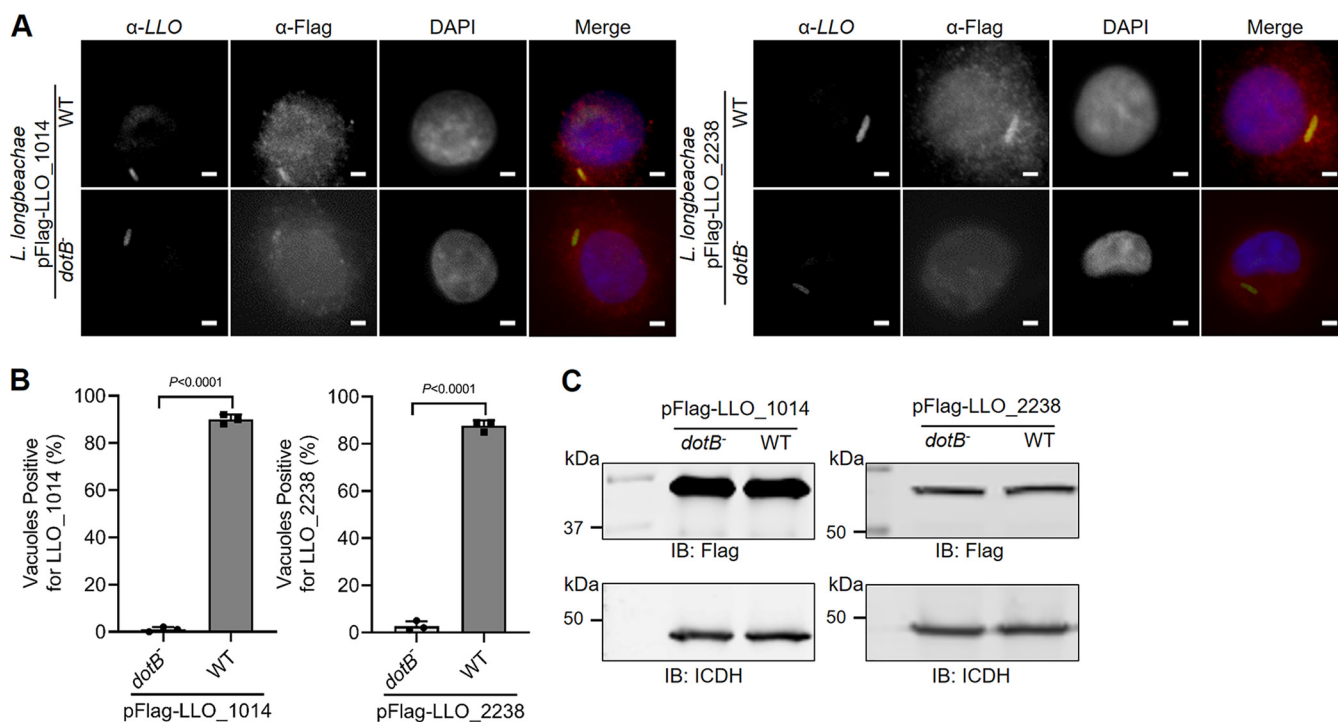 A
α-LLO α-Flag DAPI Merge α-LLO α-Flag DAPI Merge
L. longbeachae
pFlag-LLO_1014
WT
dotB-
L. longbeachae
pFlag-LLO_2238
WT
dotB-
B
Vacuoles Positive
for LLO_1014 (%)
100
80
60
40
20
0
P<0.0001
dotB- WT
pFlag-LLO_1014
Vacuoles Positive
for LLO_2238 (%)
100
80
60
40
20
0
P<0.0001
dotB- WT
pFlag-LLO_2238
C
pFlag-LLO_1014
dotB- WT
kDa
37
IB: Flag
kDa
50
IB: ICDH
pFlag-LLO_2238
dotB- WT
kDa
50
IB: Flag
kDa
50
IB: ICDH